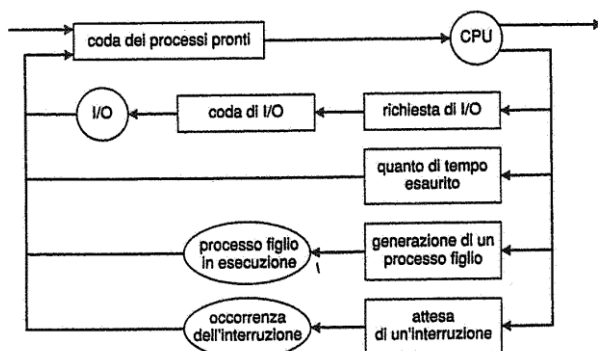 coda dei processi pronti
CPU
I/O
coda di I/O
richiesta di I/O
quanto di tempo
esaurito
processo figlio
in esecuzione
generazione di un
processo figlio
occorrenza
dell'interruzione
attesa
di un'interruzione